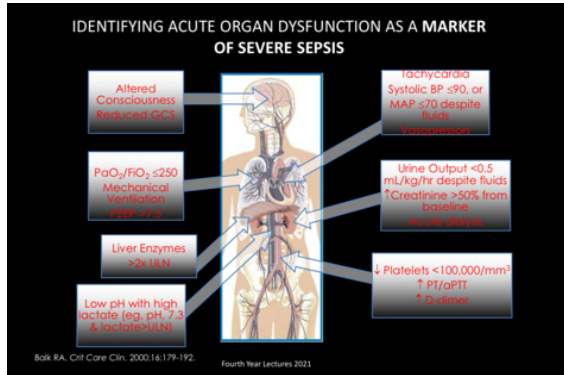 IDENTIFYING ACUTE ORGAN DYSFUNCTION AS A MARKER
OF SEVERE SEPSIS
Altered
Consciousness
Reduced GCS
Tachycardia
Systolic BP ≤90, or
MAP ≤70 despite
fluids
Vasopressors
PaO₂/FiO₂ ≤250
Mechanical
Ventilation
PEEP >7.5
Urine Output <0.5
mL/kg/hr despite fluids
↑Creatinine >50% from
baseline
Acute dialysis
Liver Enzymes
>2x ULN
Low pH with high
lactate (eg, pH, 7.3
& lactate>ULN)
↓ Platelets <100,000/mm³
↑ PT/aPTT
↑ D-dimer
Balk RA. Crit Care Clin. 2000;16:179-192.
Fourth Year Lectures 2021